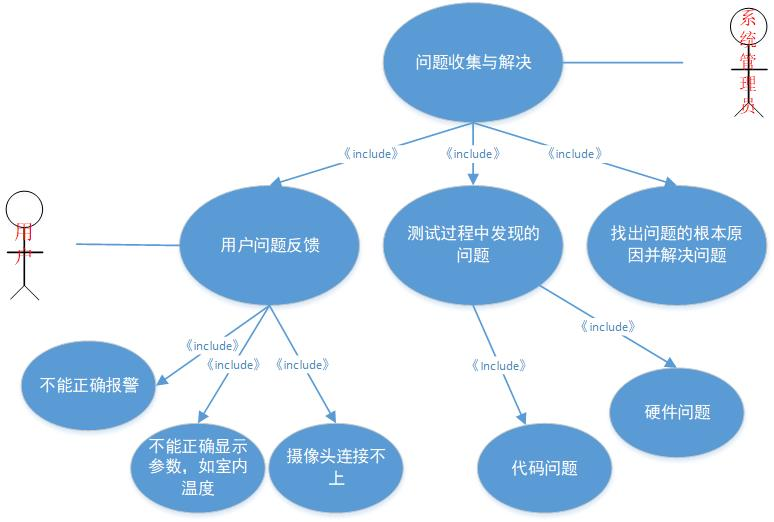 系
统
管
理
员
问题收集与解决
《include》
《include》
《include》
用
户
用户问题反馈
测试过程中发现的
问题
找出问题的根本原
因并解决问题
《include》
《include》
《include》
《Include》
《include》
不能正确报警
不能正确显示
参数，如室内
温度
摄像头连接不
上
代码问题
硬件问题